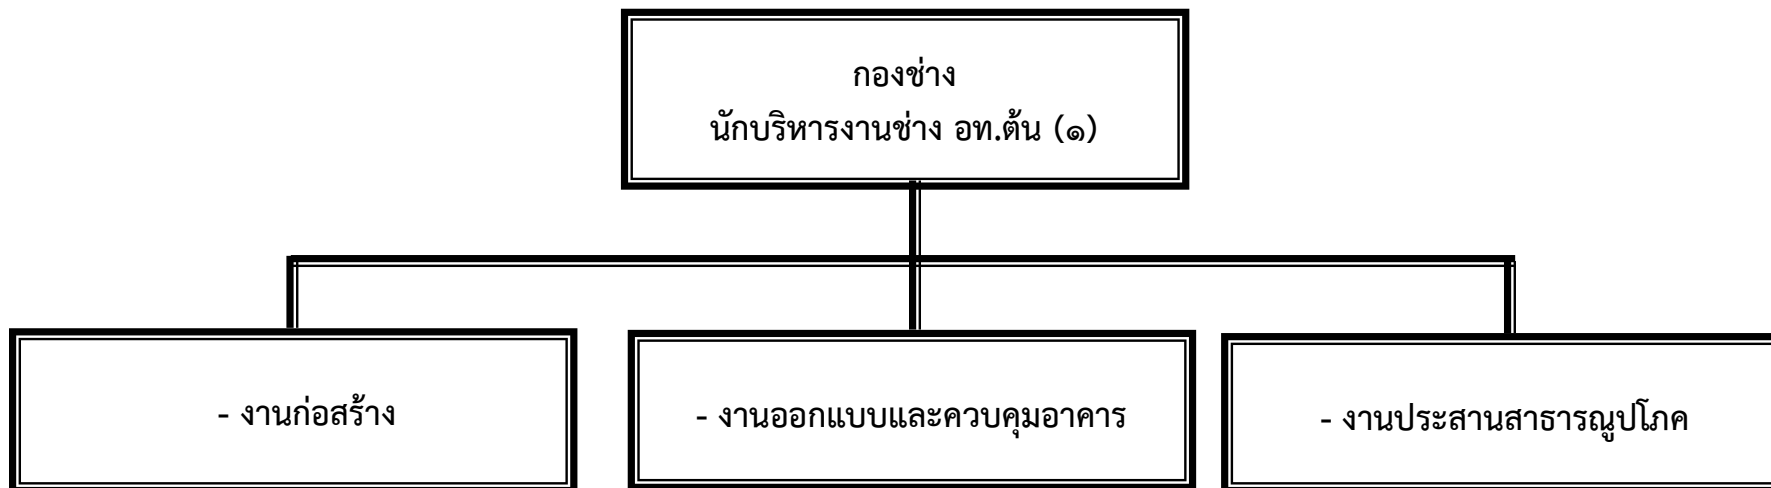 กองช่าง
นักบริหารงานช่าง อท.ต้น (๑)
- งานก่อสร้าง
- งานออกแบบและควบคุมอาคาร
- งานประสานสาธารณูปโภค